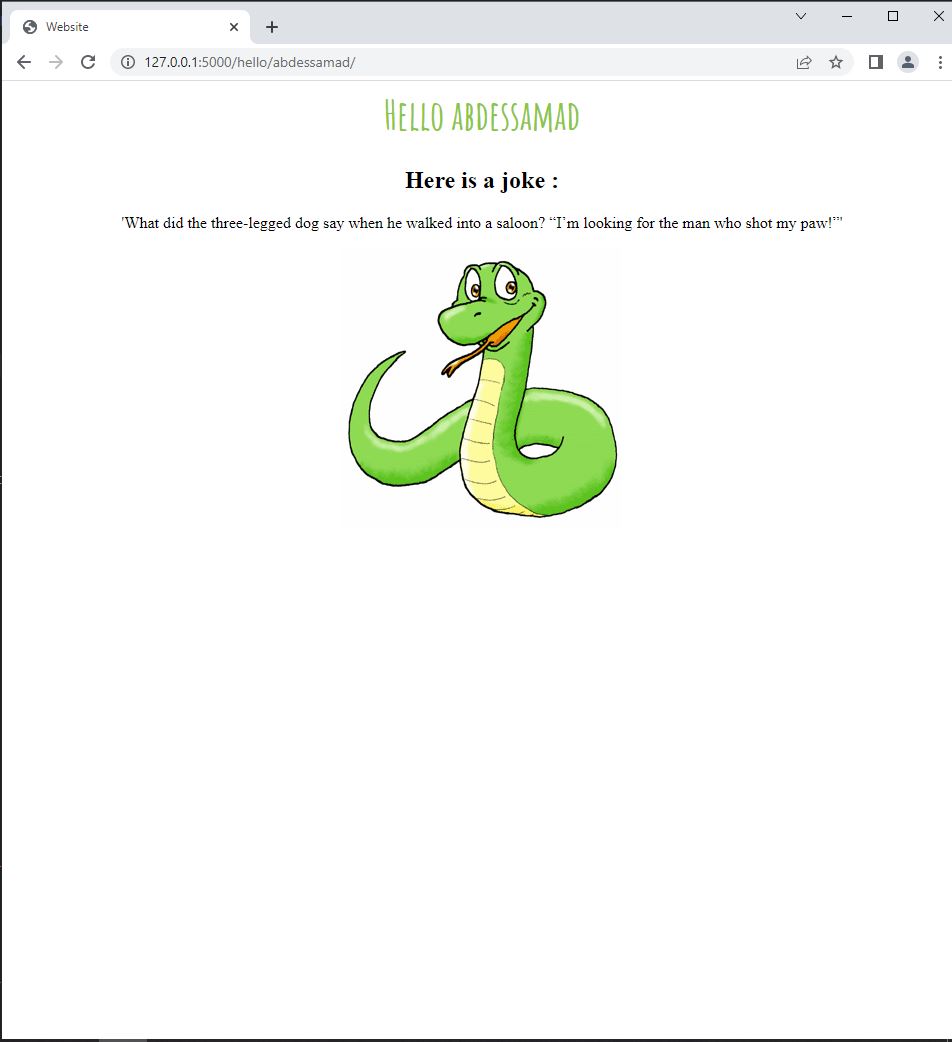 Website
127.0.0.1:5000/hello/abdessamad/
Hello abdessamad
Here is a joke :
'What did the three-legged dog say when he walked into a saloon? “I’m looking for the man who shot my paw!”'